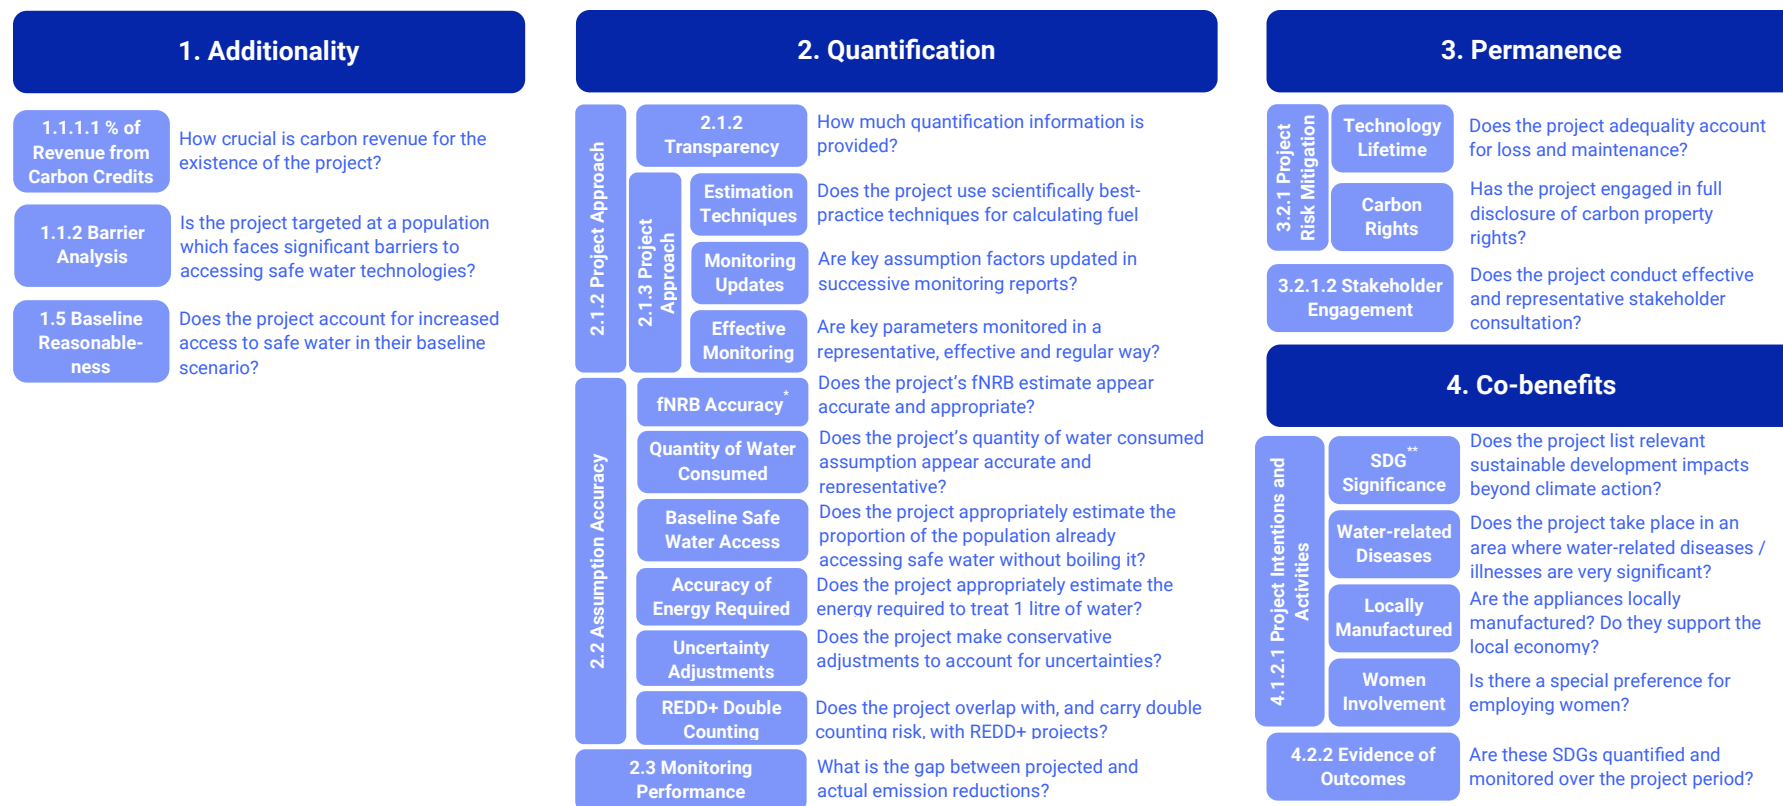 1. Additionality
1.1.1.1 % of
Revenue from
Carbon Credits
How crucial is carbon revenue for the
existence of the project?
1.1.2 Barrier
Analysis
Is the project targeted at a population
which faces significant barriers to
accessing safe water technologies?
1.5 Baseline
Reasonable-
ness
Does the project account for increased
access to safe water in their baseline
scenario?
2. Quantification
2.1.2 Project Approach
2.1.2
Transparency
How much quantification information is
provided?
2.1.3 Project
Approach
Estimation
Techniques
Does the project use scientifically best-
practice techniques for calculating fuel
Monitoring
Updates
Are key assumption factors updated in
successive monitoring reports?
Effective
Monitoring
Are key parameters monitored in a
representative, effective and regular way?
2.2 Assumption Accuracy
fNRB Accuracy*
Does the project's fNRB estimate appear
accurate and appropriate?
Quantity of Water
Consumed
Does the project's quantity of water consumed
assumption appear accurate and
representative?
Baseline Safe
Water Access
Does the project appropriately estimate the
proportion of the population already
accessing safe water without boiling it?
Accuracy of
Energy Required
Does the project appropriately estimate the
energy required to treat 1 litre of water?
Uncertainty
Adjustments
Does the project make conservative
adjustments to account for uncertainties?
REDD+ Double
Counting
Does the project overlap with, and carry double
counting risk, with REDD+ projects?
2.3 Monitoring
Performance
What is the gap between projected and
actual emission reductions?
3. Permanence
3.2.1 Project
Risk Mitigation
Technology
Lifetime
Does the project adequality account
for loss and maintenance?
Carbon
Rights
Has the project engaged in full
disclosure of carbon property
rights?
3.2.1.2 Stakeholder
Engagement
Does the project conduct effective
and representative stakeholder
consultation?
4. Co-benefits
4.1.2.1 Project Intentions and
Activities
SDG**
Significance
Does the project list relevant
sustainable development impacts
beyond climate action?
Water-related
Diseases
Does the project take place in an
area where water-related diseases /
illnesses are very significant?
Locally
Manufactured
Are the appliances locally
manufactured? Do they support the
local economy?
Women
Involvement
Is there a special preference for
employing women?
4.2.2 Evidence of
Outcomes
Are these SDGs quantified and
monitored over the project period?